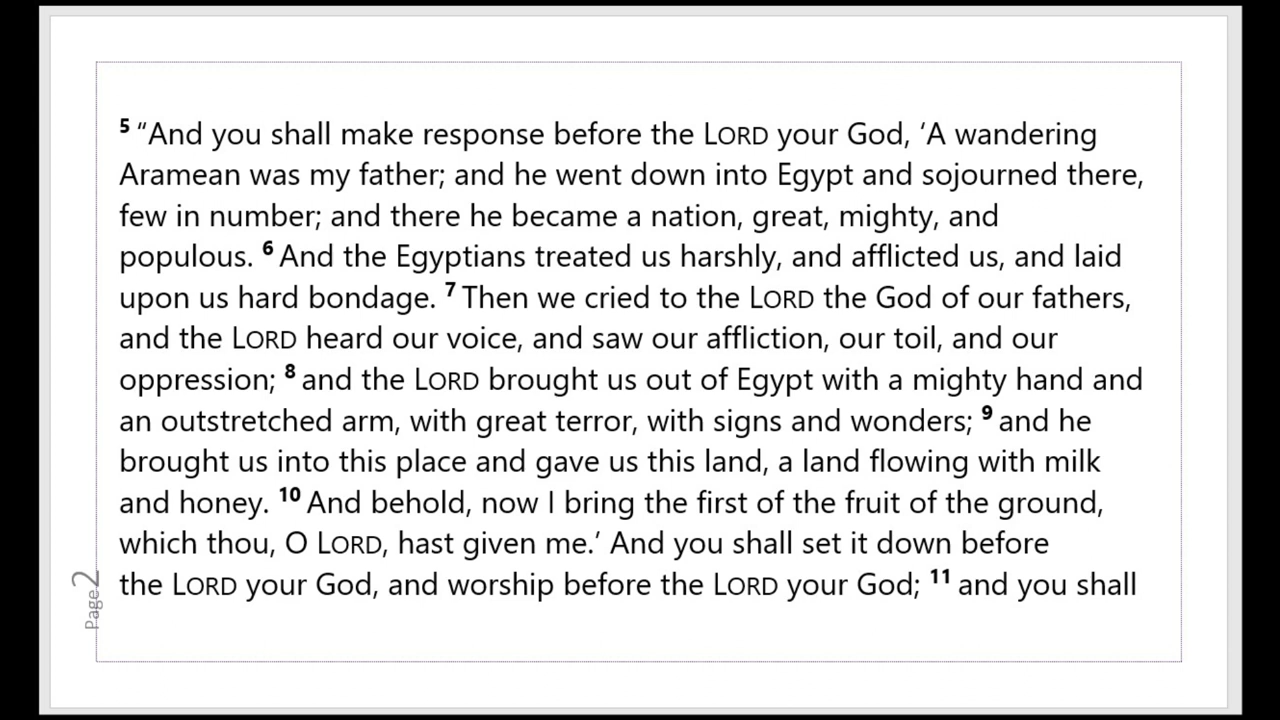 5 “And you shall make response before the LORD your God, ‘A wandering
Aramean was my father; and he went down into Egypt and sojourned there,
few in number; and there he became a nation, great, mighty, and
populous. 6 And the Egyptians treated us harshly, and afflicted us, and laid
upon us hard bondage. 7 Then we cried to the LORD the God of our fathers,
and the LORD heard our voice, and saw our affliction, our toil, and our
oppression; 8 and the LORD brought us out of Egypt with a mighty hand and
an outstretched arm, with great terror, with signs and wonders; 9 and he
brought us into this place and gave us this land, a land flowing with milk
and honey. 10 And behold, now I bring the first of the fruit of the ground,
which thou, O LORD, hast given me.’ And you shall set it down before
the LORD your God, and worship before the LORD your God; 11 and you shall
Page 2